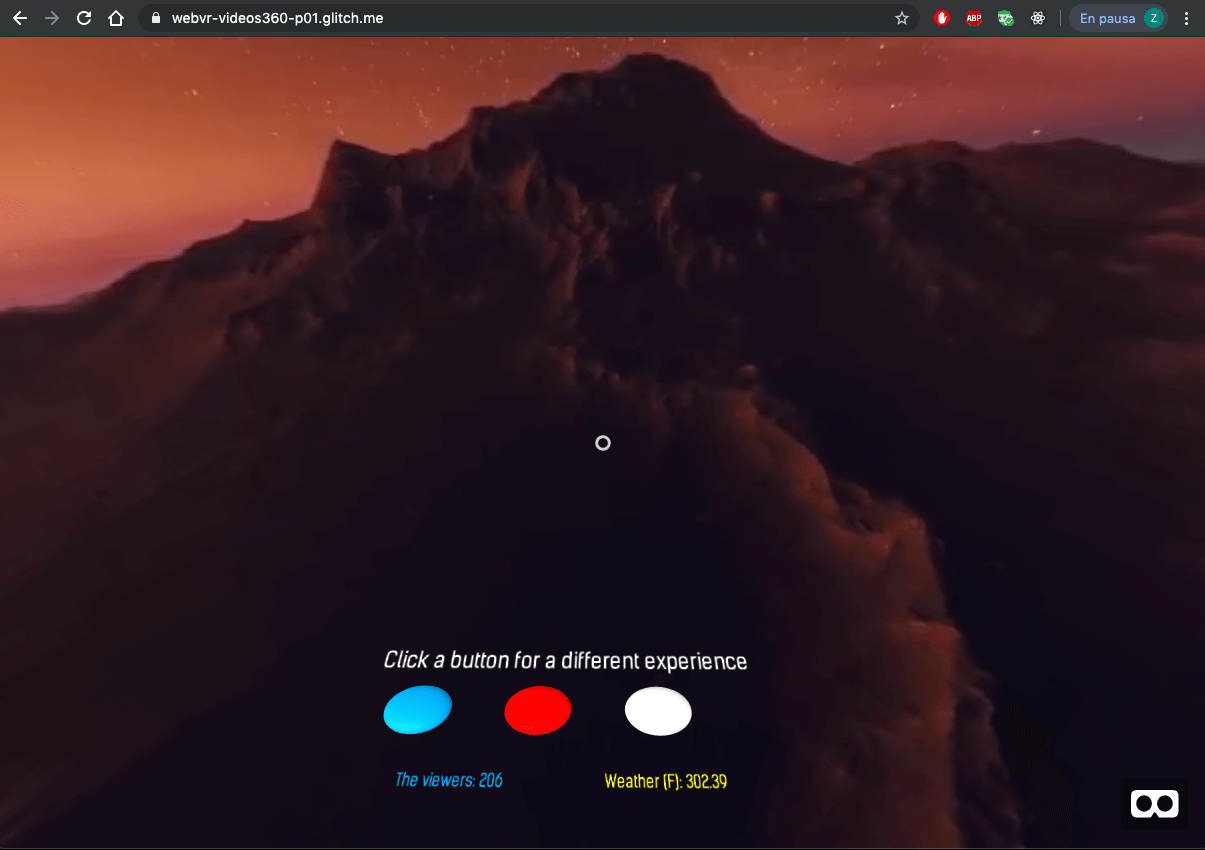 webvr-videos360-p01.glitch.me
ABP
En pausa
Z
Click a button for a different experience
The viewers: 206
Weather (F): 302.39